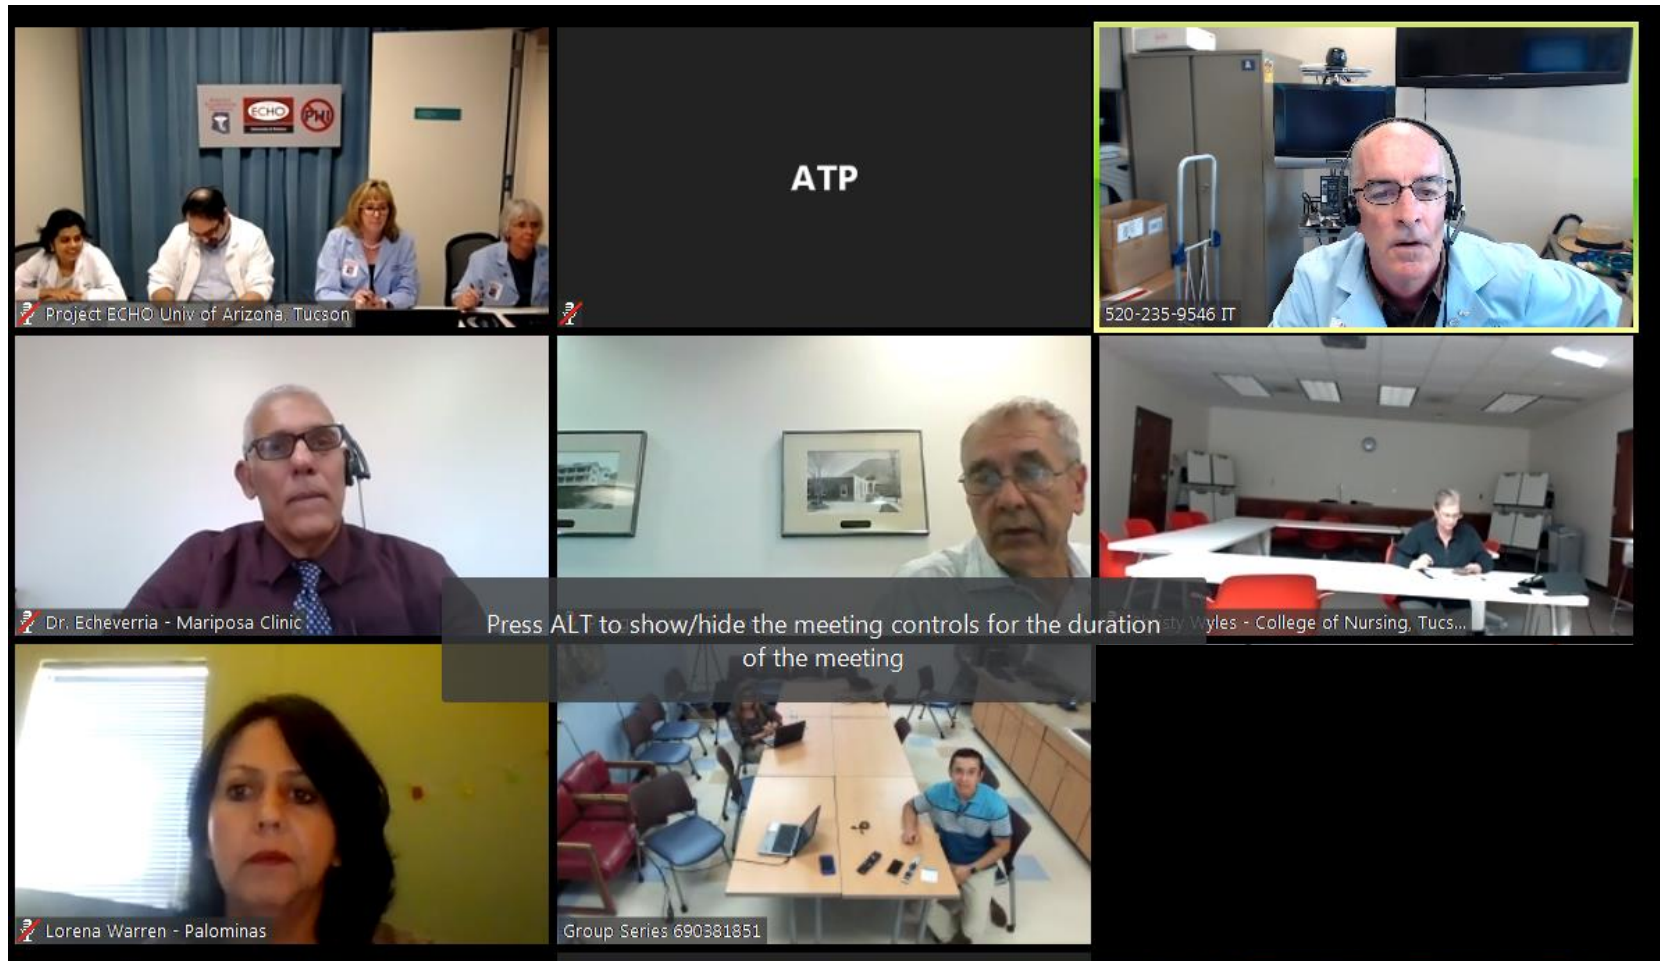 ECHO
PHI
Project ECHO Univ of Arizona, Tucson
ATP
520-235-9546 IT
Dr. Echeverria - Mariposa Clinic
Wyles - College of Nursing, Tucs...
Press ALT to show/hide the meeting controls for the duration
of the meeting
Lorena Warren - Palominas
Group Series 690381851